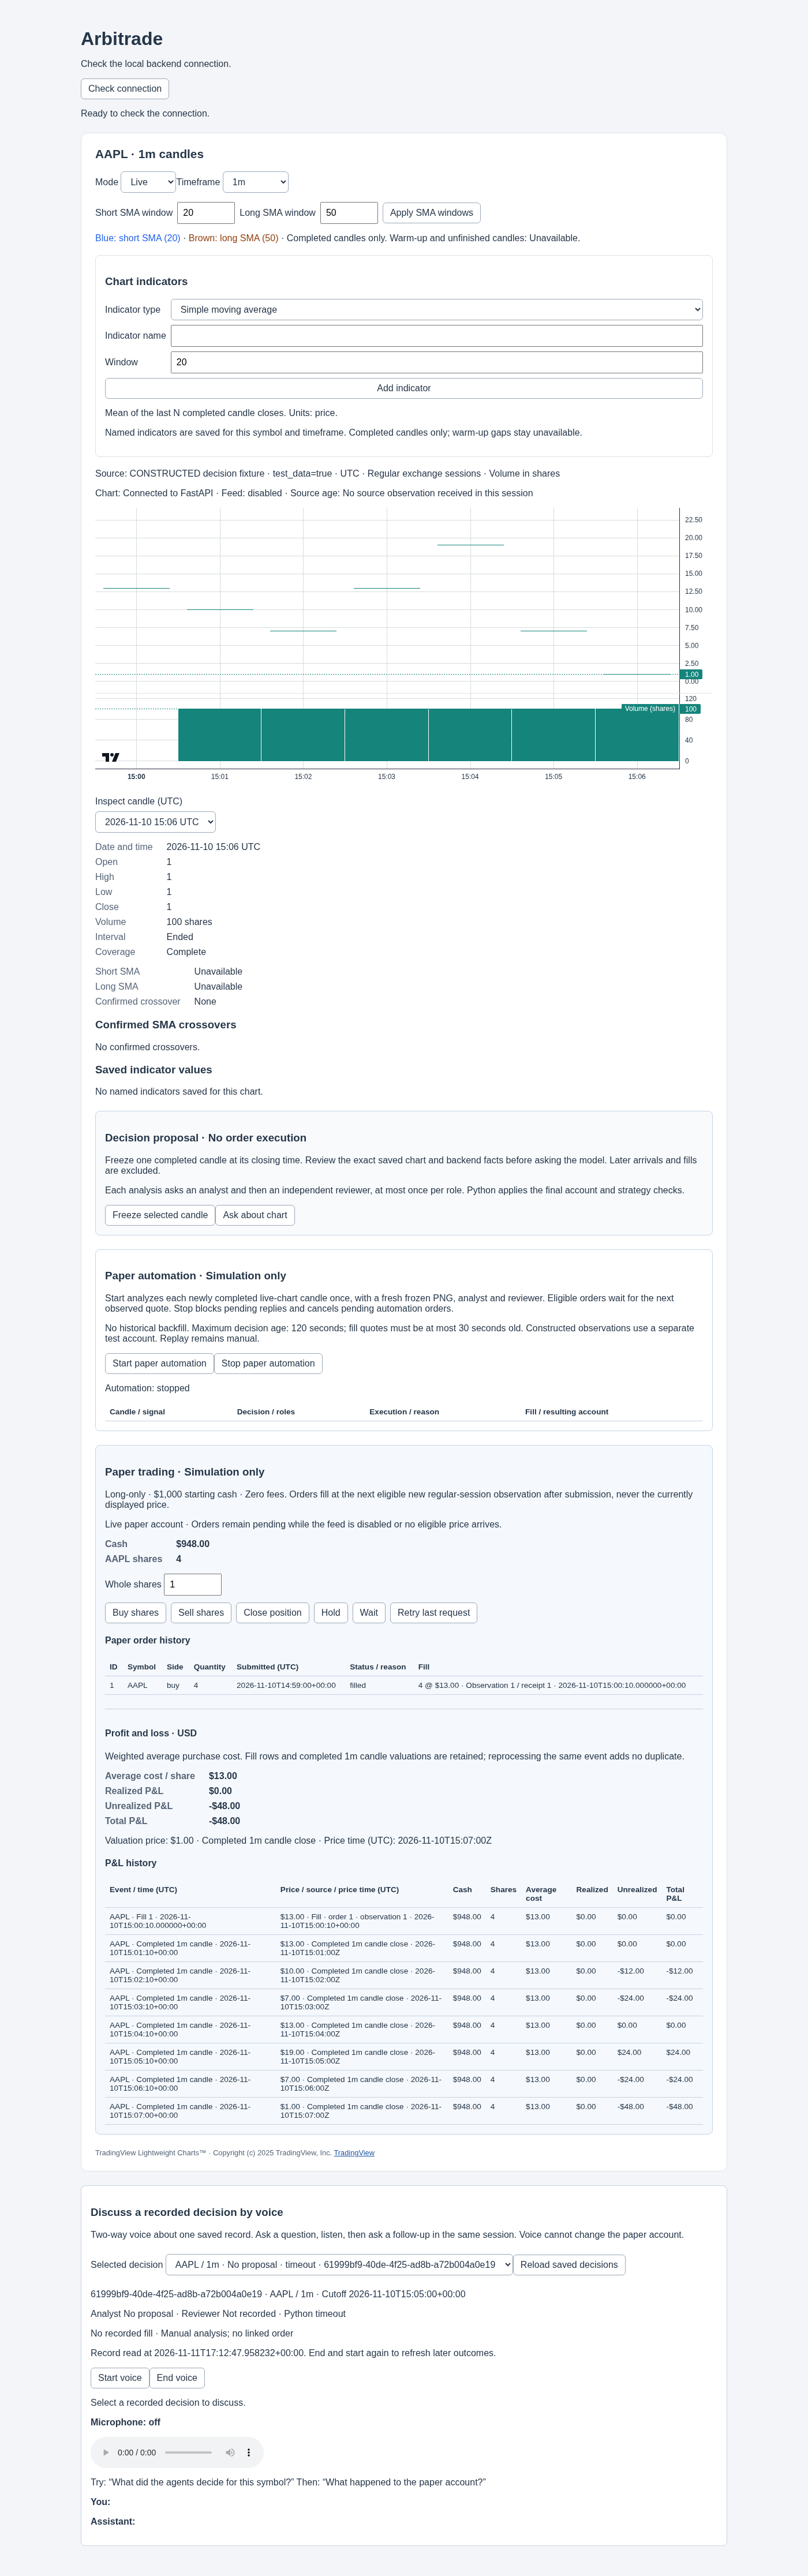 Arbitrade
Check the local backend connection.
Check connection
Ready to check the connection.
AAPL · 1m candles
Mode Live Timeframe 1m
Short SMA window 20 Long SMA window 50 Apply SMA windows
Blue: short SMA (20) · Brown: long SMA (50) · Completed candles only. Warm-up and unfinished candles: Unavailable.
Chart indicators
Indicator type Simple moving average
Indicator name
Window 20
Add indicator
Mean of the last N completed candle closes. Units: price.
Named indicators are saved for this symbol and timeframe. Completed candles only; warm-up gaps stay unavailable.
Source: CONSTRUCTED decision fixture · test_data=true · UTC · Regular exchange sessions · Volume in shares
Chart: Connected to FastAPI · Feed: disabled · Source age: No source observation received in this session
22.50
20.00
17.50
15.00
12.50
10.00
7.50
5.00
2.50
1.00
0.00
120
Volume (shares) 100
80
40
0
15:00 15:01 15:02 15:03 15:04 15:05 15:06
Inspect candle (UTC)
2026-11-10 15:06 UTC
Date and time 2026-11-10 15:06 UTC
Open 1
High 1
Low 1
Close 1
Volume 100 shares
Interval Ended
Coverage Complete
Short SMA Unavailable
Long SMA Unavailable
Confirmed crossover None
Confirmed SMA crossovers
No confirmed crossovers.
Saved indicator values
No named indicators saved for this chart.
Decision proposal · No order execution
Freeze one completed candle at its closing time. Review the exact saved chart and backend facts before asking the model. Later arrivals and fills
are excluded.
Each analysis asks an analyst and then an independent reviewer, at most once per role. Python applies the final account and strategy checks.
Freeze selected candle Ask about chart
Paper automation · Simulation only
Start analyzes each newly completed live-chart candle once, with a fresh frozen PNG, analyst and reviewer. Eligible orders wait for the next
observed quote. Stop blocks pending replies and cancels pending automation orders.
No historical backfill. Maximum decision age: 120 seconds; fill quotes must be at most 30 seconds old. Constructed observations use a separate
test account. Replay remains manual.
Start paper automation Stop paper automation
Automation: stopped
Candle / signal Decision / roles Execution / reason Fill / resulting account
Paper trading · Simulation only
Long-only · $1,000 starting cash · Zero fees. Orders fill at the next eligible new regular-session observation after submission, never the currently
displayed price.
Live paper account · Orders remain pending while the feed is disabled or no eligible price arrives.
Cash $948.00
AAPL shares 4
Whole shares 1
Buy shares Sell shares Close position Hold Wait Retry last request
Paper order history
ID Symbol Side Quantity Submitted (UTC) Status / reason Fill
1 AAPL buy 4 2026-11-10T14:59:00+00:00 filled 4 @ $13.00 · Observation 1 / receipt 1 · 2026-11-10T15:00:10.000000+00:00
Profit and loss · USD
Weighted average purchase cost. Fill rows and completed 1m candle valuations are retained; reprocessing the same event adds no duplicate.
Average cost / share $13.00
Realized P&L $0.00
Unrealized P&L -$48.00
Total P&L -$48.00
Valuation price: $1.00 · Completed 1m candle close · Price time (UTC): 2026-11-10T15:07:00Z
P&L history
Event / time (UTC) Price / source / price time (UTC) Cash Shares Average cost Realized Unrealized Total P&L
AAPL · Fill 1 · 2026-11-10T15:00:10.000000+00:00 $13.00 · Fill · order 1 · observation 1 · 2026-11-10T15:00:10+00:00 $948.00 4 $13.00 $0.00 $0.00 $0.00
AAPL · Completed 1m candle · 2026-11-10T15:01:10+00:00 $13.00 · Completed 1m candle close · 2026-11-10T15:01:00Z $948.00 4 $13.00 $0.00 $0.00 $0.00
AAPL · Completed 1m candle · 2026-11-10T15:02:10+00:00 $10.00 · Completed 1m candle close · 2026-11-10T15:02:00Z $948.00 4 $13.00 $0.00 -$12.00 -$12.00
AAPL · Completed 1m candle · 2026-11-10T15:03:10+00:00 $7.00 · Completed 1m candle close · 2026-11-10T15:03:00Z $948.00 4 $13.00 $0.00 -$24.00 -$24.00
AAPL · Completed 1m candle · 2026-11-10T15:04:10+00:00 $13.00 · Completed 1m candle close · 2026-11-10T15:04:00Z $948.00 4 $13.00 $0.00 $0.00 $0.00
AAPL · Completed 1m candle · 2026-11-10T15:05:10+00:00 $19.00 · Completed 1m candle close · 2026-11-10T15:05:00Z $948.00 4 $13.00 $0.00 $24.00 $24.00
AAPL · Completed 1m candle · 2026-11-10T15:06:10+00:00 $7.00 · Completed 1m candle close · 2026-11-10T15:06:00Z $948.00 4 $13.00 $0.00 -$24.00 -$24.00
AAPL · Completed 1m candle · 2026-11-10T15:07:00+00:00 $1.00 · Completed 1m candle close · 2026-11-10T15:07:00Z $948.00 4 $13.00 $0.00 -$48.00 -$48.00
TradingView Lightweight Charts™ · Copyright (c) 2025 TradingView, Inc. TradingView
Discuss a recorded decision by voice
Two-way voice about one saved record. Ask a question, listen, then ask a follow-up in the same session. Voice cannot change the paper account.
Selected decision AAPL / 1m · No proposal · timeout · 61999bf9-40de-4f25-ad8b-a72b004a0e19 Reload saved decisions
61999bf9-40de-4f25-ad8b-a72b004a0e19 · AAPL / 1m · Cutoff 2026-11-10T15:05:00+00:00
Analyst No proposal · Reviewer Not recorded · Python timeout
No recorded fill · Manual analysis; no linked order
Record read at 2026-11-11T17:12:47.958232+00:00. End and start again to refresh later outcomes.
Start voice End voice
Select a recorded decision to discuss.
Microphone: off
0:00 / 0:00
Try: “What did the agents decide for this symbol?” Then: “What happened to the paper account?”
You:
Assistant: